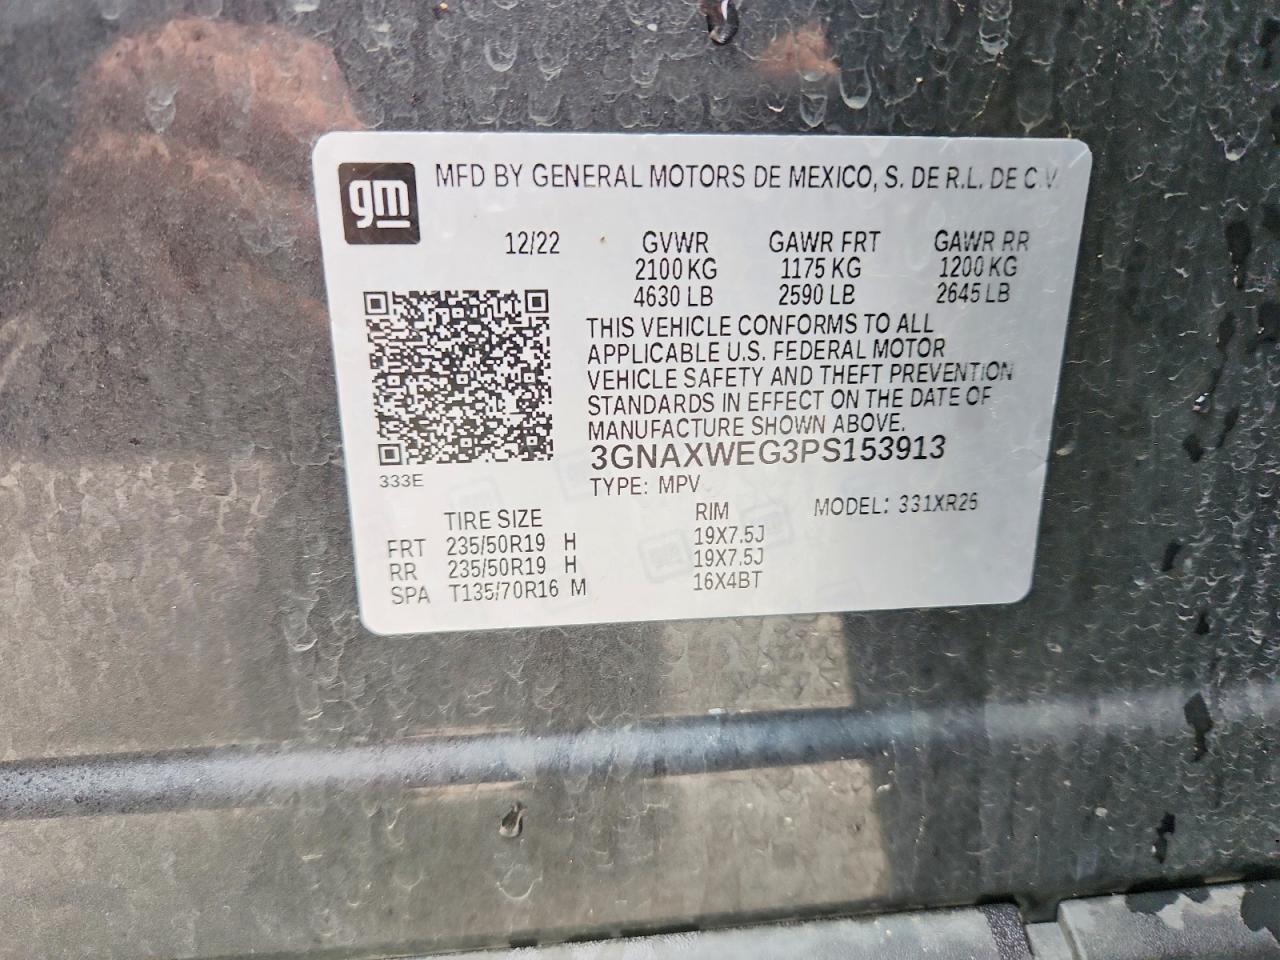 gm
MFD BY GENERAL MOTORS DE MEXICO, S. DE R.L. DE C.V.
12/22 GVWR GAWR FRT GAWR RR
2100 KG 1175 KG 1200 KG
4630 LB 2590 LB 2645 LB
THIS VEHICLE CONFORMS TO ALL
APPLICABLE U.S. FEDERAL MOTOR
VEHICLE SAFETY AND THEFT PREVENTION
STANDARDS IN EFFECT ON THE DATE OF
MANUFACTURE SHOWN ABOVE.
3GNAXWEG3PS153913
333E
TYPE: MPV
TIRE SIZE RIM MODEL: 331XR26
FRT 235/50R19 H 19X7.5J
RR 235/50R19 H 19X7.5J
SPA T135/70R16 M 16X4BT